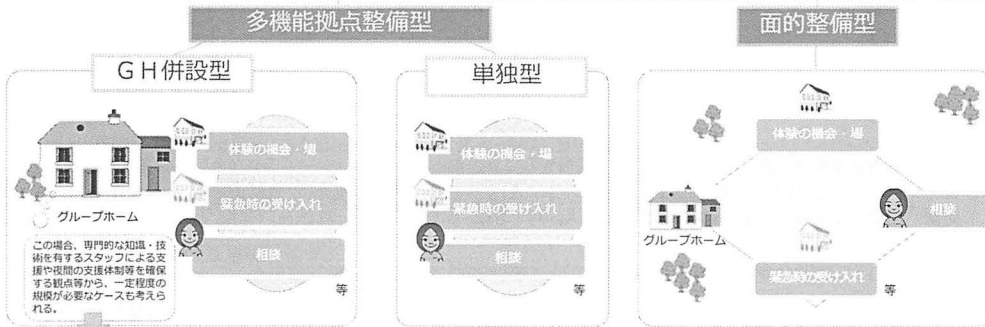 多機能拠点整備型
面的整備型
GH併設型
単独型
体験の機会・場
緊急時の受け入れ
相談
等
グループホーム
この場合、専門的な知識・技
術を有するスタッフによる支
援や夜間の支援体制等を確保
する観点等から、一定程度の
規模が必要なケースも考えら
れる。
体験の機会・場
緊急時の受け入れ
相談
等
体験の機会・場
グループホーム
相談
緊急時の受け入れ
等